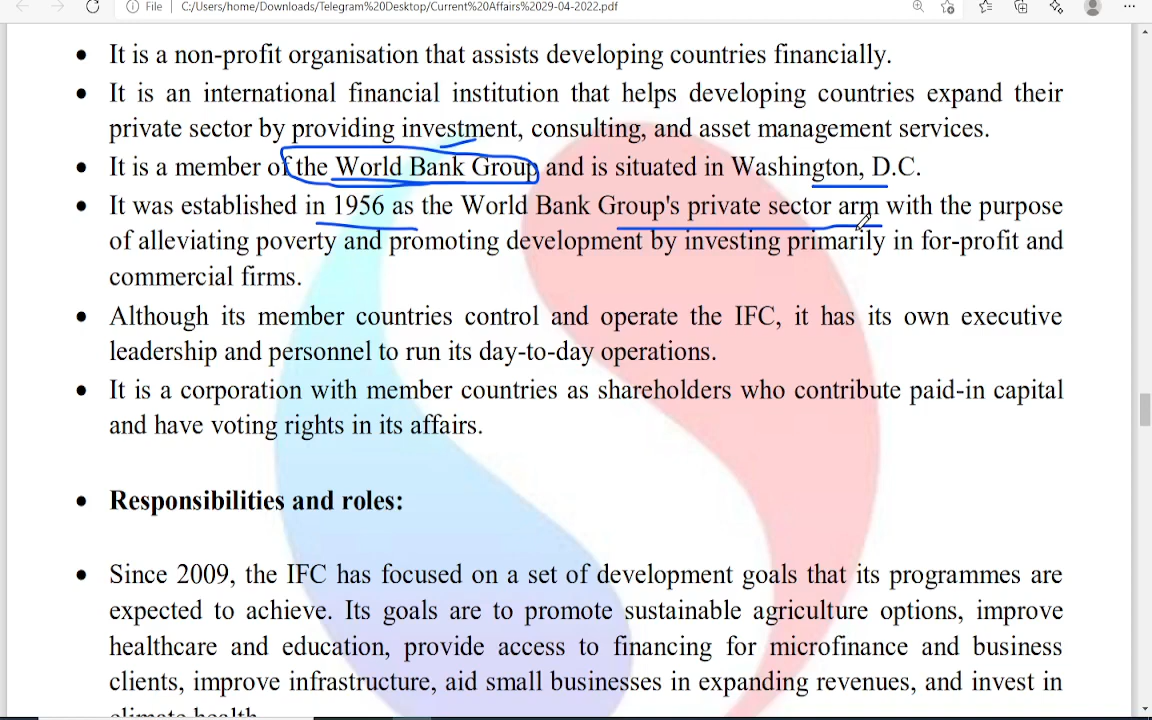 File C:/Users/home/Downloads/Telegram%20Desktop/Current%20Affairs%2029-04-2022.pdf
• It is a non-profit organisation that assists developing countries financially.
• It is an international financial institution that helps developing countries expand their
private sector by providing investment, consulting, and asset management services.
• It is a member of the World Bank Group and is situated in Washington, D.C.
• It was established in 1956 as the World Bank Group's private sector arm with the purpose
of alleviating poverty and promoting development by investing primarily in for-profit and
commercial firms.
• Although its member countries control and operate the IFC, it has its own executive
leadership and personnel to run its day-to-day operations.
• It is a corporation with member countries as shareholders who contribute paid-in capital
and have voting rights in its affairs.
• Responsibilities and roles:
• Since 2009, the IFC has focused on a set of development goals that its programmes are
expected to achieve. Its goals are to promote sustainable agriculture options, improve
healthcare and education, provide access to financing for microfinance and business
clients, improve infrastructure, aid small businesses in expanding revenues, and invest in
climate health.